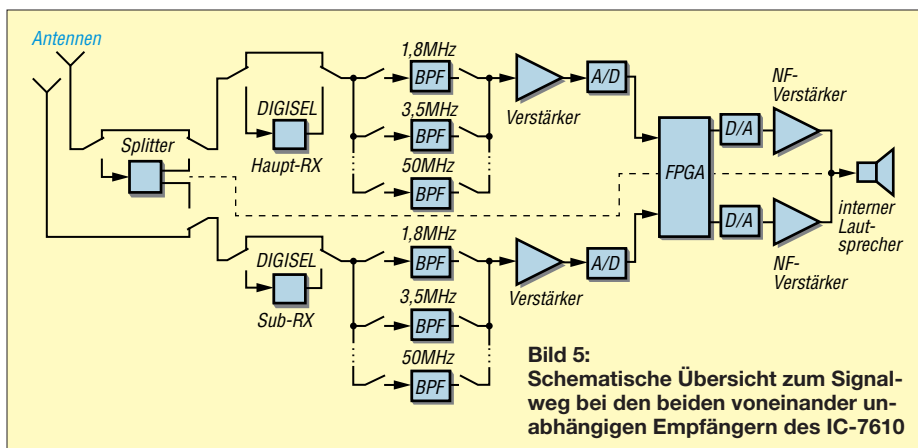 Antennen
Splitter
DIGISEL
Haupt-RX
1,8MHz
BPF
3,5MHz
BPF
50MHz
BPF
Verstärker
A/D
FPGA
D/A
NF-
Verstärker
D/A
NF-
Verstärker
interner
Laut-
sprecher
DIGISEL
Sub-RX
1,8MHz
BPF
3,5MHz
BPF
50MHz
BPF
Verstärker
A/D
Bild 5:
Schematische Übersicht zum Signal-
weg bei den beiden voneinander un-
abhängigen Empfängern des IC-7610